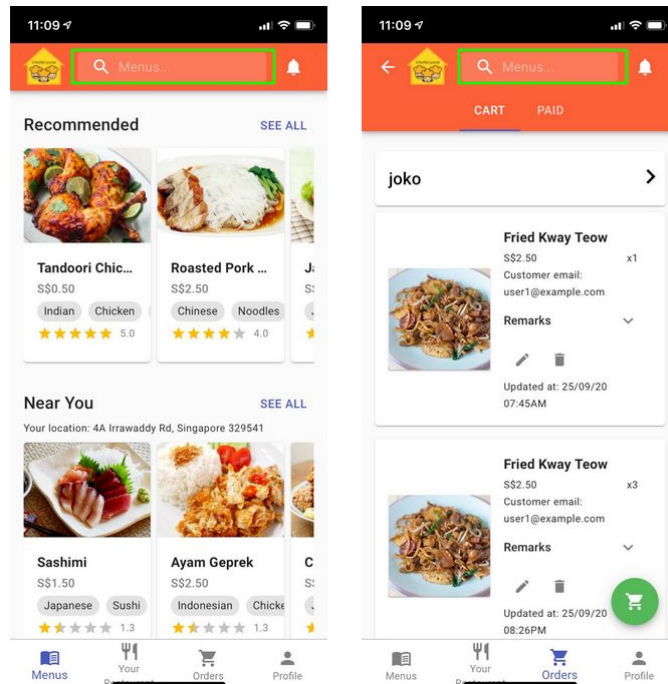 11:09
Menus...
Recommended
SEE ALL
Tandoori Chic...
S$0.50
Indian
Chicken
5.0
Roasted Pork ...
S$2.50
Chinese
Noodles
4.0
Near You
SEE ALL
Your location: 4A Irrawaddy Rd, Singapore 329541
Sashimi
S$1.50
Japanese
Sushi
1.3
Ayam Geprek
S$2.50
Indonesian
Chicke
1.3
Menus
Your
Orders
Profile
11:09
Menus...
CART
PAID
joko
Fried Kway Teow
S$2.50
x1
Customer email:
user1@example.com
Remarks
Updated at: 25/09/20
07:45AM
Fried Kway Teow
S$2.50
x3
Customer email:
user1@example.com
Remarks
Updated at: 25/09/20
08:26PM
Menus
Your
Orders
Profile